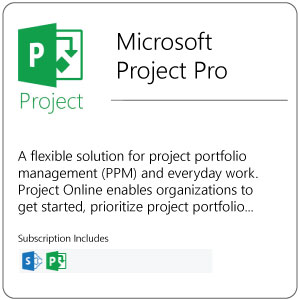 Microsoft
Project Pro
P
Project
A flexible solution for project portfolio
management (PPM) and everyday work.
Project Online enables organizations to
get started, prioritize project portfolio...
Subscription Includes
S P